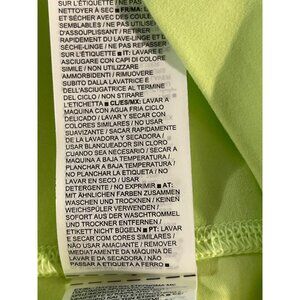 SUR L'ÉTIQUETTE / NE PAS
NETTOYER À SEC ■ FR/MA:
ET SÉCHER AVEC DES COULEURS
SEMBLABLES / NE PAS UTILISER
D'ASSOUPLISSANT / RETIRER
RAPIDEMENT DU LAVE-LINGE ET DU
SÈCHE-LINGE / NE PAS REPASSER
SUR L'ÉTIQUETTE ■ IT: LAVARE E
ASCIUGARE CON CAPI DI COLORE
SIMILE / NON UTILIZZARE
AMMORBIDENTI / RIMUOVERE
SUBITO DALLA LAVATRICE E
DELL'ASCIUGATRICE AL TERMINE
DEL CICLO / NON STIRARE
L'ETICHETTA ■ CL/ES/MX: LAVAR A
MAQUINA CON AGUA FRIA CICLO
DELICADO / LAVAR Y SECAR CON
COLORES SIMILARES / NO USAR
SUAVIZANTE / SACAR RAPIDAMENTE
DE LA LAVADORA Y SECADORA /
USAR BLANQUEADOR SIN CLORO
CUANDO SEA NECESARIO / SECAR A
MAQUINA A BAJA TEMPERATURA /
PLANCHAR A BAJA TEMPERATURA /
NO PLANCHAR LA ETIQUETA / NO
LAVAR EN SECO / USAR
DETERGENTE / NO EXPRIMIR ■ AT:
MIT ÄHNLICHEN FARBEN ZUSAMMEN
WASCHEN UND TROCKNEN / KEINEN
WEICHSPÜLER VERWENDEN /
SOFORT AUS DER WASCHTROMMEL
UND TROCKNER ENTFERNEN /
ETIKETT NICHT BÜGELN ■ PT: LAVAR
E SECAR COM CORES SIMILARES /
NÃO USAR AMACIANTE / REMOVER
IMEDIATAMENTE DA MÁQUINA DE
LAVAR E DA SECADORA / NÃO
PASSAR A ETIQUETA A FERRO ■